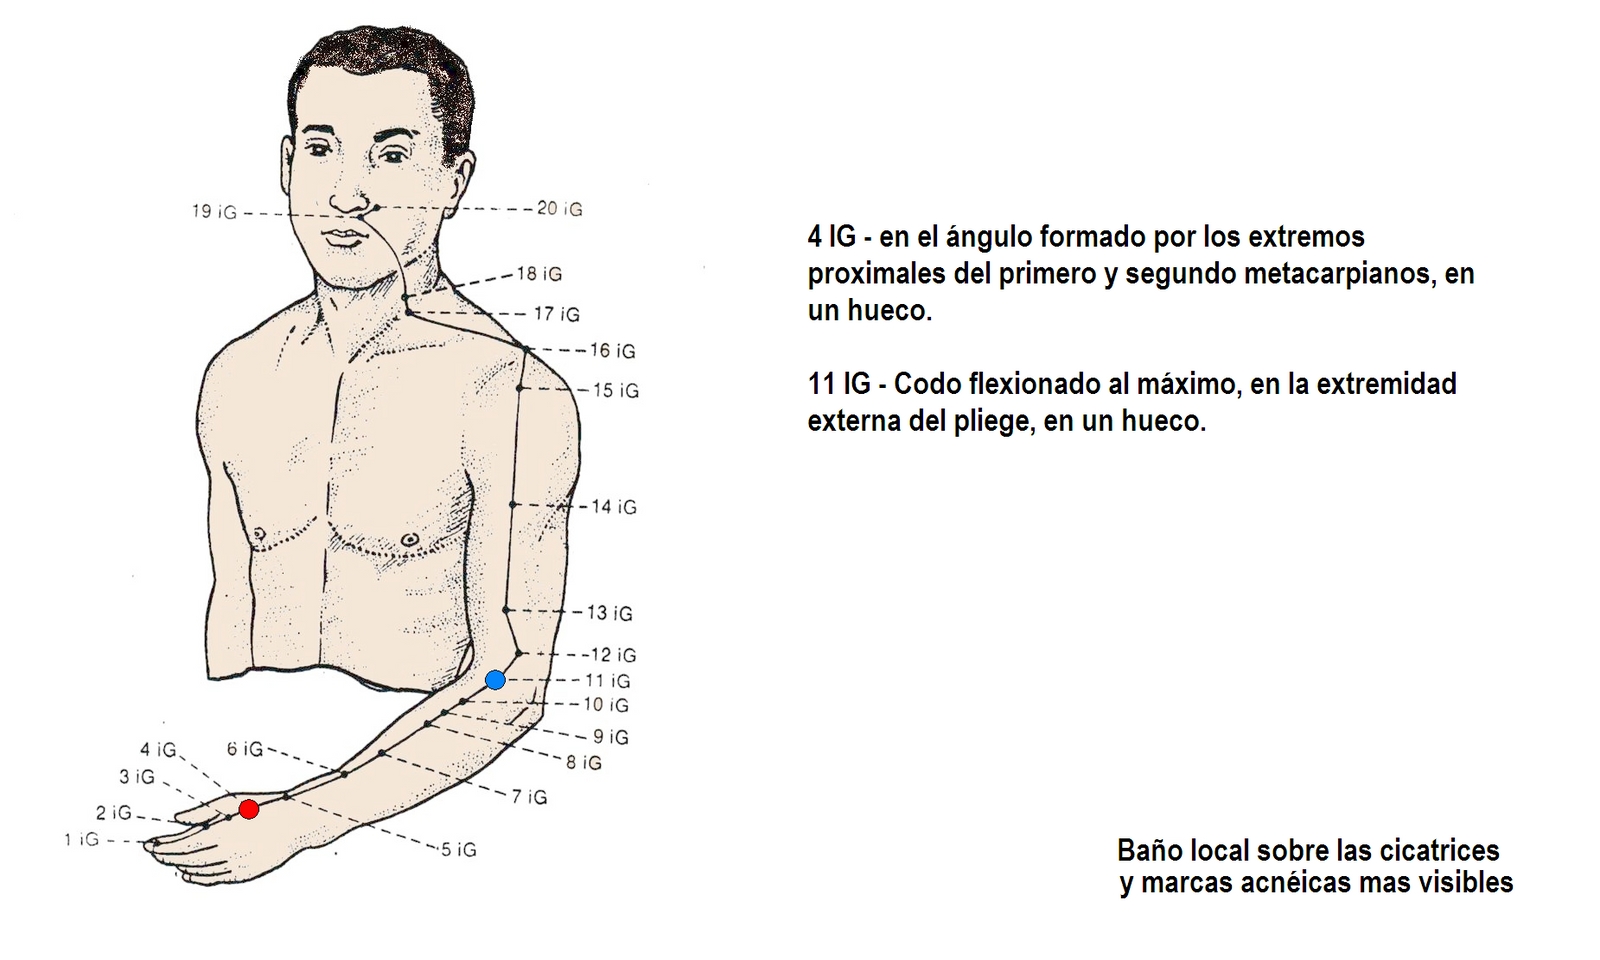 19 iG
20 iG
18 iG
17 iG
16 iG
15 iG
14 iG
13 iG
12 iG
11 iG
10 iG
9 iG
8 iG
7 iG
6 iG
5 iG
4 iG
3 iG
2 iG
1 iG
4 IG - en el ángulo formado por los extremos
proximales del primero y segundo metacarpianos, en
un hueco.
11 IG - Codo flexionado al máximo, en la extremidad
externa del pliege, en un hueco.
Baño local sobre las cicatrices
y marcas acnéicas mas visibles